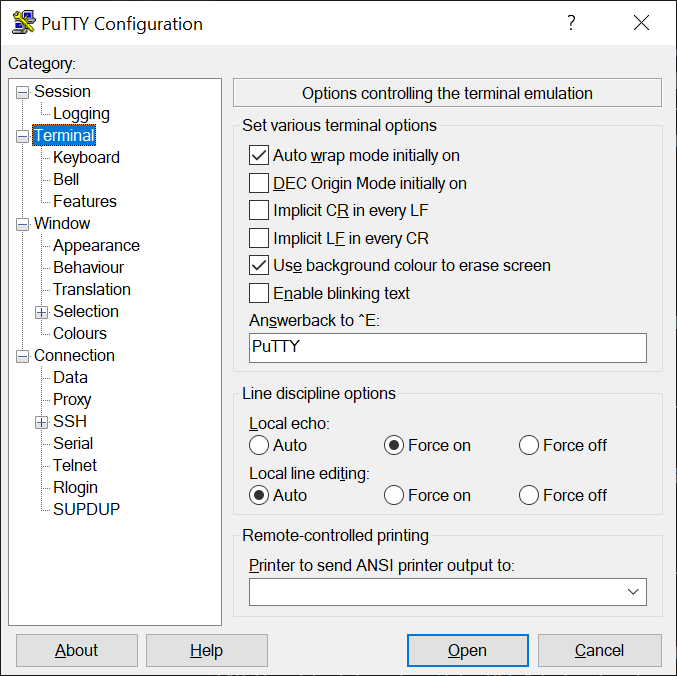 PuTTY Configuration
?
Category:
Session
Logging
Terminal
Keyboard
Bell
Features
Window
Appearance
Behaviour
Translation
Selection
Colours
Connection
Data
Proxy
SSH
Serial
Telnet
Rlogin
SUPDUP
Options controlling the terminal emulation
Set various terminal options
Auto wrap mode initially on
DEC Origin Mode initially on
Implicit CR in every LF
Implicit LF in every CR
Use background colour to erase screen
Enable blinking text
Answerback to ^E:
PuTTY
Line discipline options
Local echo:
Auto Force on Force off
Local line editing:
Auto Force on Force off
Remote-controlled printing
Printer to send ANSI printer output to:
About Help Open Cancel